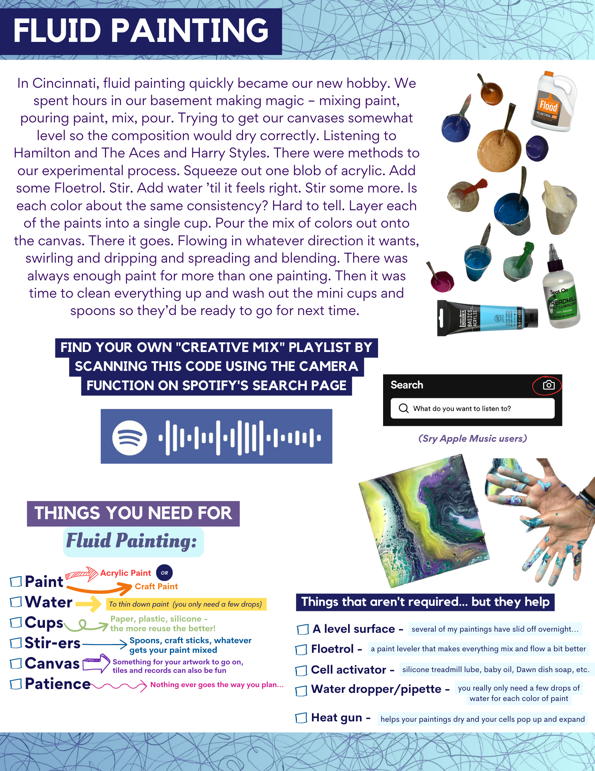 FLUID PAINTING
In Cincinnati, fluid painting quickly became our new hobby. We
spent hours in our basement making magic – mixing paint,
pouring paint, mix, pour. Trying to get our canvases somewhat
level so the composition would dry correctly. Listening to
Hamilton and The Aces and Harry Styles. There were methods to
our experimental process. Squeeze out one blob of acrylic. Add
some Floetrol. Stir. Add water ’til it feels right. Stir some more. Is
each color about the same consistency? Hard to tell. Layer each
of the paints into a single cup. Pour the mix of colors out onto
the canvas. There it goes. Flowing in whatever direction it wants,
swirling and dripping and spreading and blending. There was
always enough paint for more than one painting. Then it was
time to clean everything up and wash out the mini cups and
spoons so they’d be ready to go for next time.
Flood
FIND YOUR OWN "CREATIVE MIX" PLAYLIST BY
SCANNING THIS CODE USING THE CAMERA
FUNCTION ON SPOTIFY'S SEARCH PAGE
Search
What do you want to listen to?
(Sry Apple Music users)
THINGS YOU NEED FOR
Fluid Painting:
Paint
Acrylic Paint OR
Craft Paint
Water
To thin down paint (you only need a few drops)
Cups
Paper, plastic, silicone -
the more reuse the better!
Stir-ers
Spoons, craft sticks, whatever
gets your paint mixed
Canvas
Something for your artwork to go on,
tiles and records can also be fun
Patience
Nothing ever goes the way you plan...
Things that aren't required... but they help
A level surface - several of my paintings have slid off overnight...
Floetrol - a paint leveler that makes everything mix and flow a bit better
Cell activator - silicone treadmill lube, baby oil, Dawn dish soap, etc.
Water dropper/pipette - you really only need a few drops of
water for each color of paint
Heat gun - helps your paintings dry and your cells pop up and expand